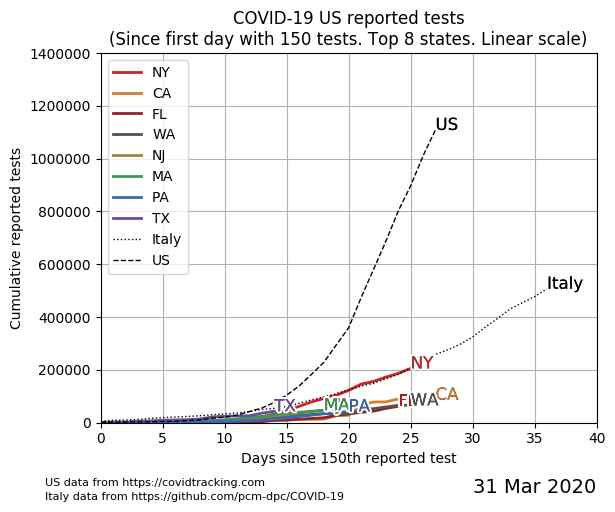 COVID-19 US reported tests
(Since first day with 150 tests. Top 8 states. Linear scale)
Cumulative reported tests
1400000
1200000
1000000
800000
600000
400000
200000
0
NY
CA
FL
WA
NJ
MA
PA
TX
Italy
US
US
Italy
NY
TX
MA
PA
WA
CA
0 5 10 15 20 25 30 35 40
Days since 150th reported test
US data from https://covidtracking.com
Italy data from https://github.com/pcm-dpc/COVID-19
31 Mar 2020